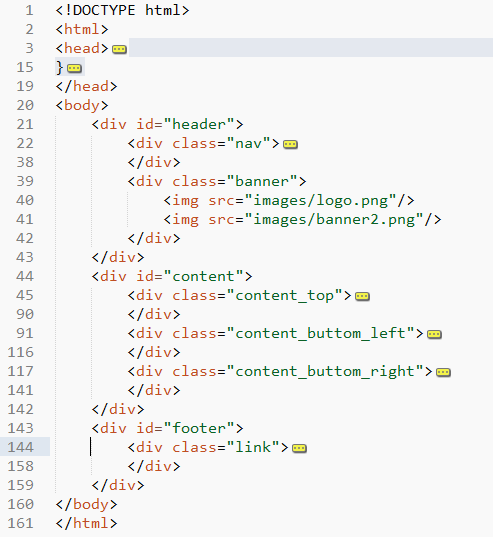 1 <!DOCTYPE html>
2 <html>
3 <head>
15 }
19 </head>
20 <body>
21 <div id="header">
22 <div class="nav">
38 </div>
39 <div class="banner">
40 <img src="images/logo.png"/>
41 <img src="images/banner2.png"/>
42 </div>
43 </div>
44 <div id="content">
45 <div class="content_top">
90 </div>
91 <div class="content_buttom_left">
116 </div>
117 <div class="content_buttom_right">
141 </div>
142 </div>
143 <div id="footer">
144 <div class="link">
158 </div>
159 </div>
160 </body>
161 </html>